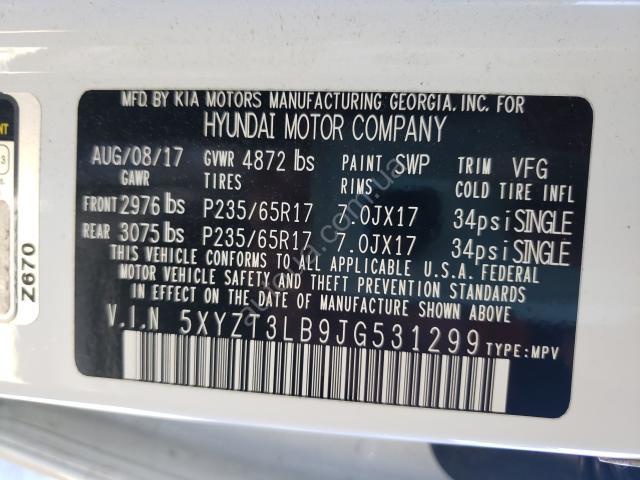 MFD. BY KIA MOTORS MANUFACTURING GEORGIA, INC. FOR
HYUNDAI MOTOR COMPANY
AUG/08/17 GVWR 4872 lbs PAINT SWP TRIM VFG
GAWR TIRES RIMS COLD TIRE INFL
FRONT 2976 lbs P235/65R17 7.0JX17 34psi SINGLE
REAR 3075 lbs P235/65R17 7.0JX17 34psi SINGLE
THIS VEHICLE CONFORMS TO ALL APPLICABLE U.S.A. FEDERAL
MOTOR VEHICLE SAFETY AND THEFT PREVENTION STANDARDS
IN EFFECT ON THE DATE OF MANUFACTURE SHOWN ABOVE
V.I.N 5XYZT3LB9JG531299 TYPE: MPV
Z670